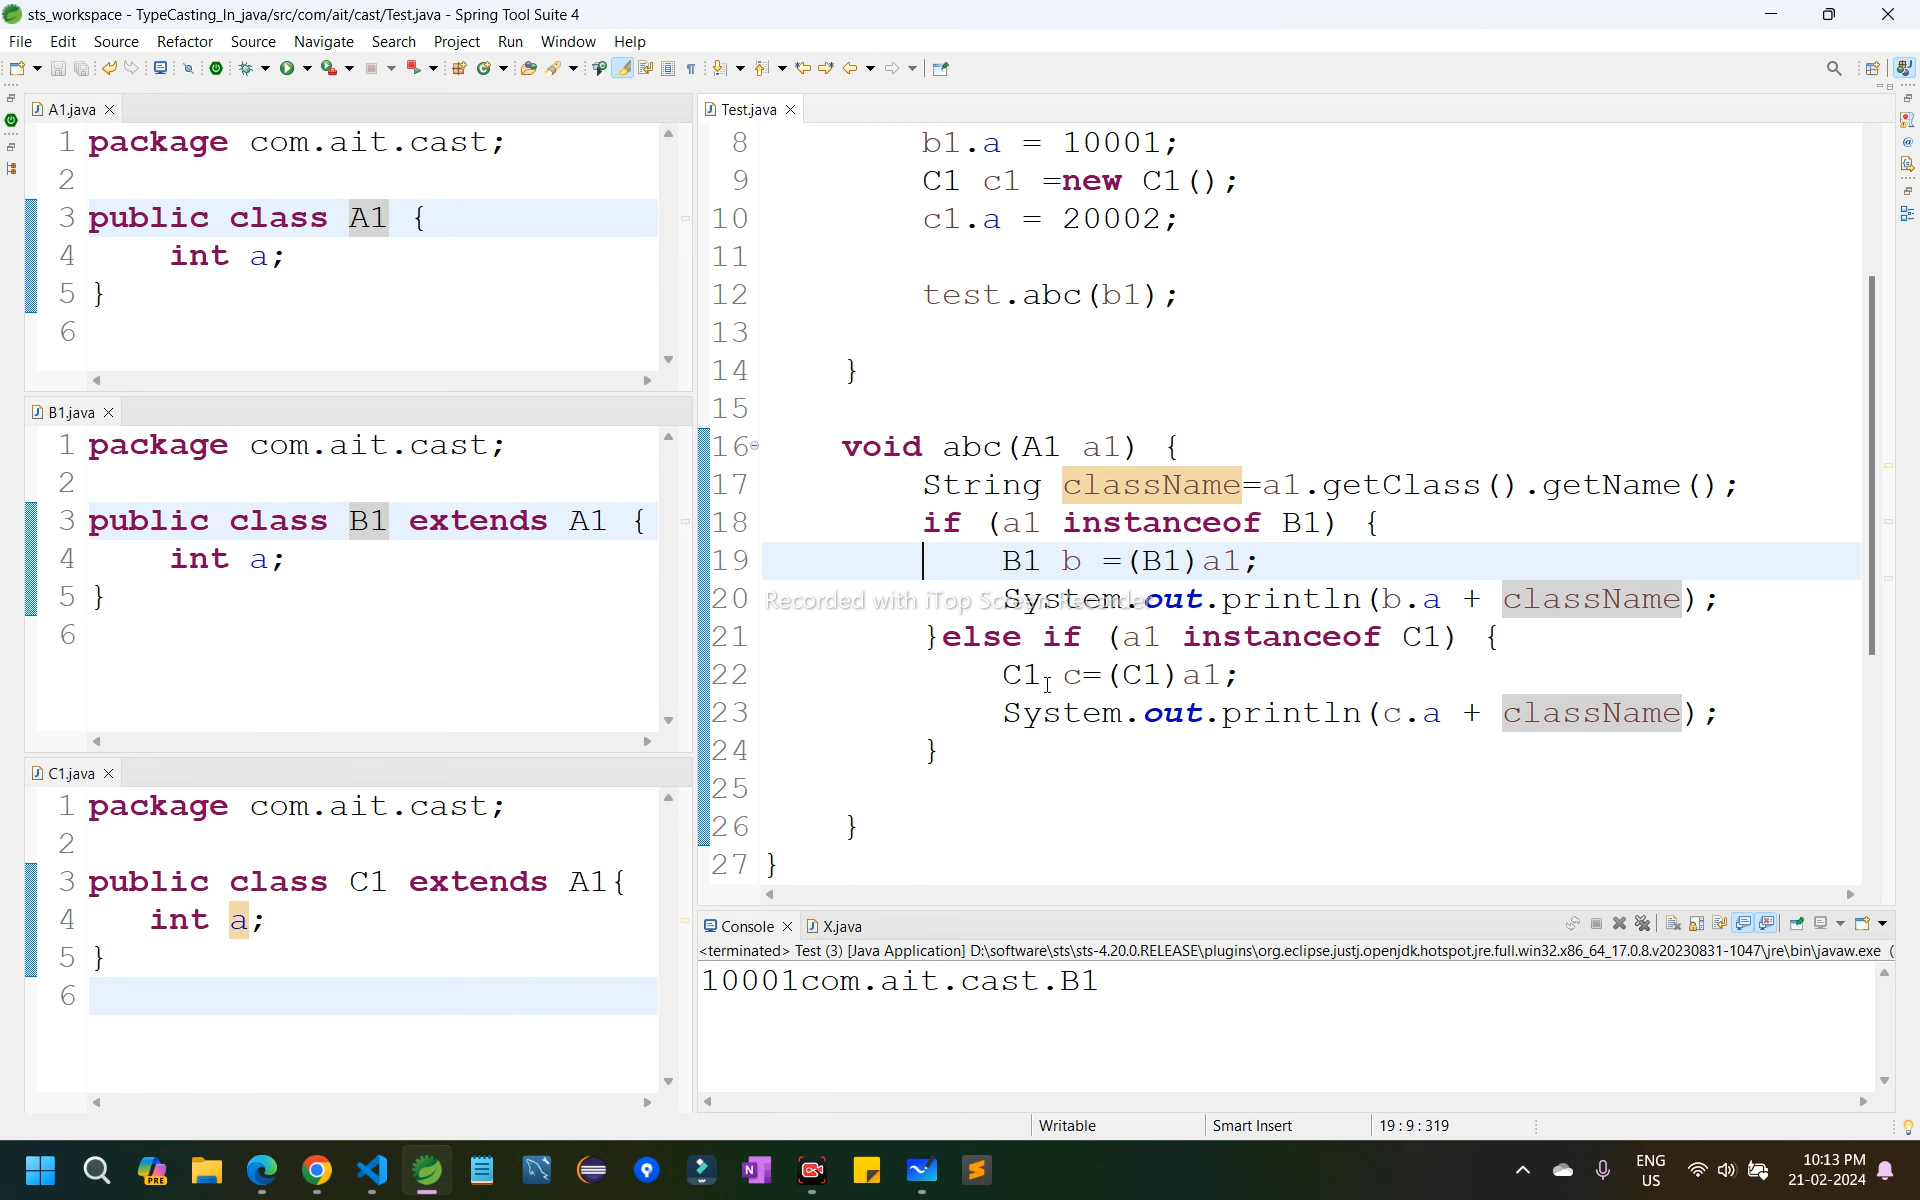 sts_workspace - TypeCasting_In_java/src/com/ait/cast/Test.java - Spring Tool Suite 4
File Edit Source Refactor Source Navigate Search Project Run Window Help
A1.java
1 package com.ait.cast;
2
3 public class A1 {
4 int a;
5 }
6
B1.java
1 package com.ait.cast;
2
3 public class B1 extends A1 {
4 int a;
5 }
6
C1.java
1 package com.ait.cast;
2
3 public class C1 extends A1{
4 int a;
5 }
6
Test.java
8 b1.a = 10001;
9 C1 c1 =new C1();
10 c1.a = 20002;
11
12 test.abc(b1);
13
14 }
15
16 void abc(A1 a1) {
17 String className=a1.getClass().getName();
18 if (a1 instanceof B1) {
19 B1 b =(B1)a1;
20 System.out.println(b.a + className);
Recorded with iTop Screen Recorder
21 }else if (a1 instanceof C1) {
22 C1 c=(C1)a1;
23 System.out.println(c.a + className);
24 }
25
26 }
27 }
Console X.java
<terminated> Test (3) [Java Application] D:\software\sts\sts-4.20.0.RELEASE\plugins\org.eclipse.justj.openjdk.hotspot.jre.full.win32.x86_64_17.0.8.v20230831-1047\jre\bin\javaw.exe (
10001com.ait.cast.B1
Writable Smart Insert 19 : 9 : 319
PRE
ENG
US
10:13 PM
21-02-2024